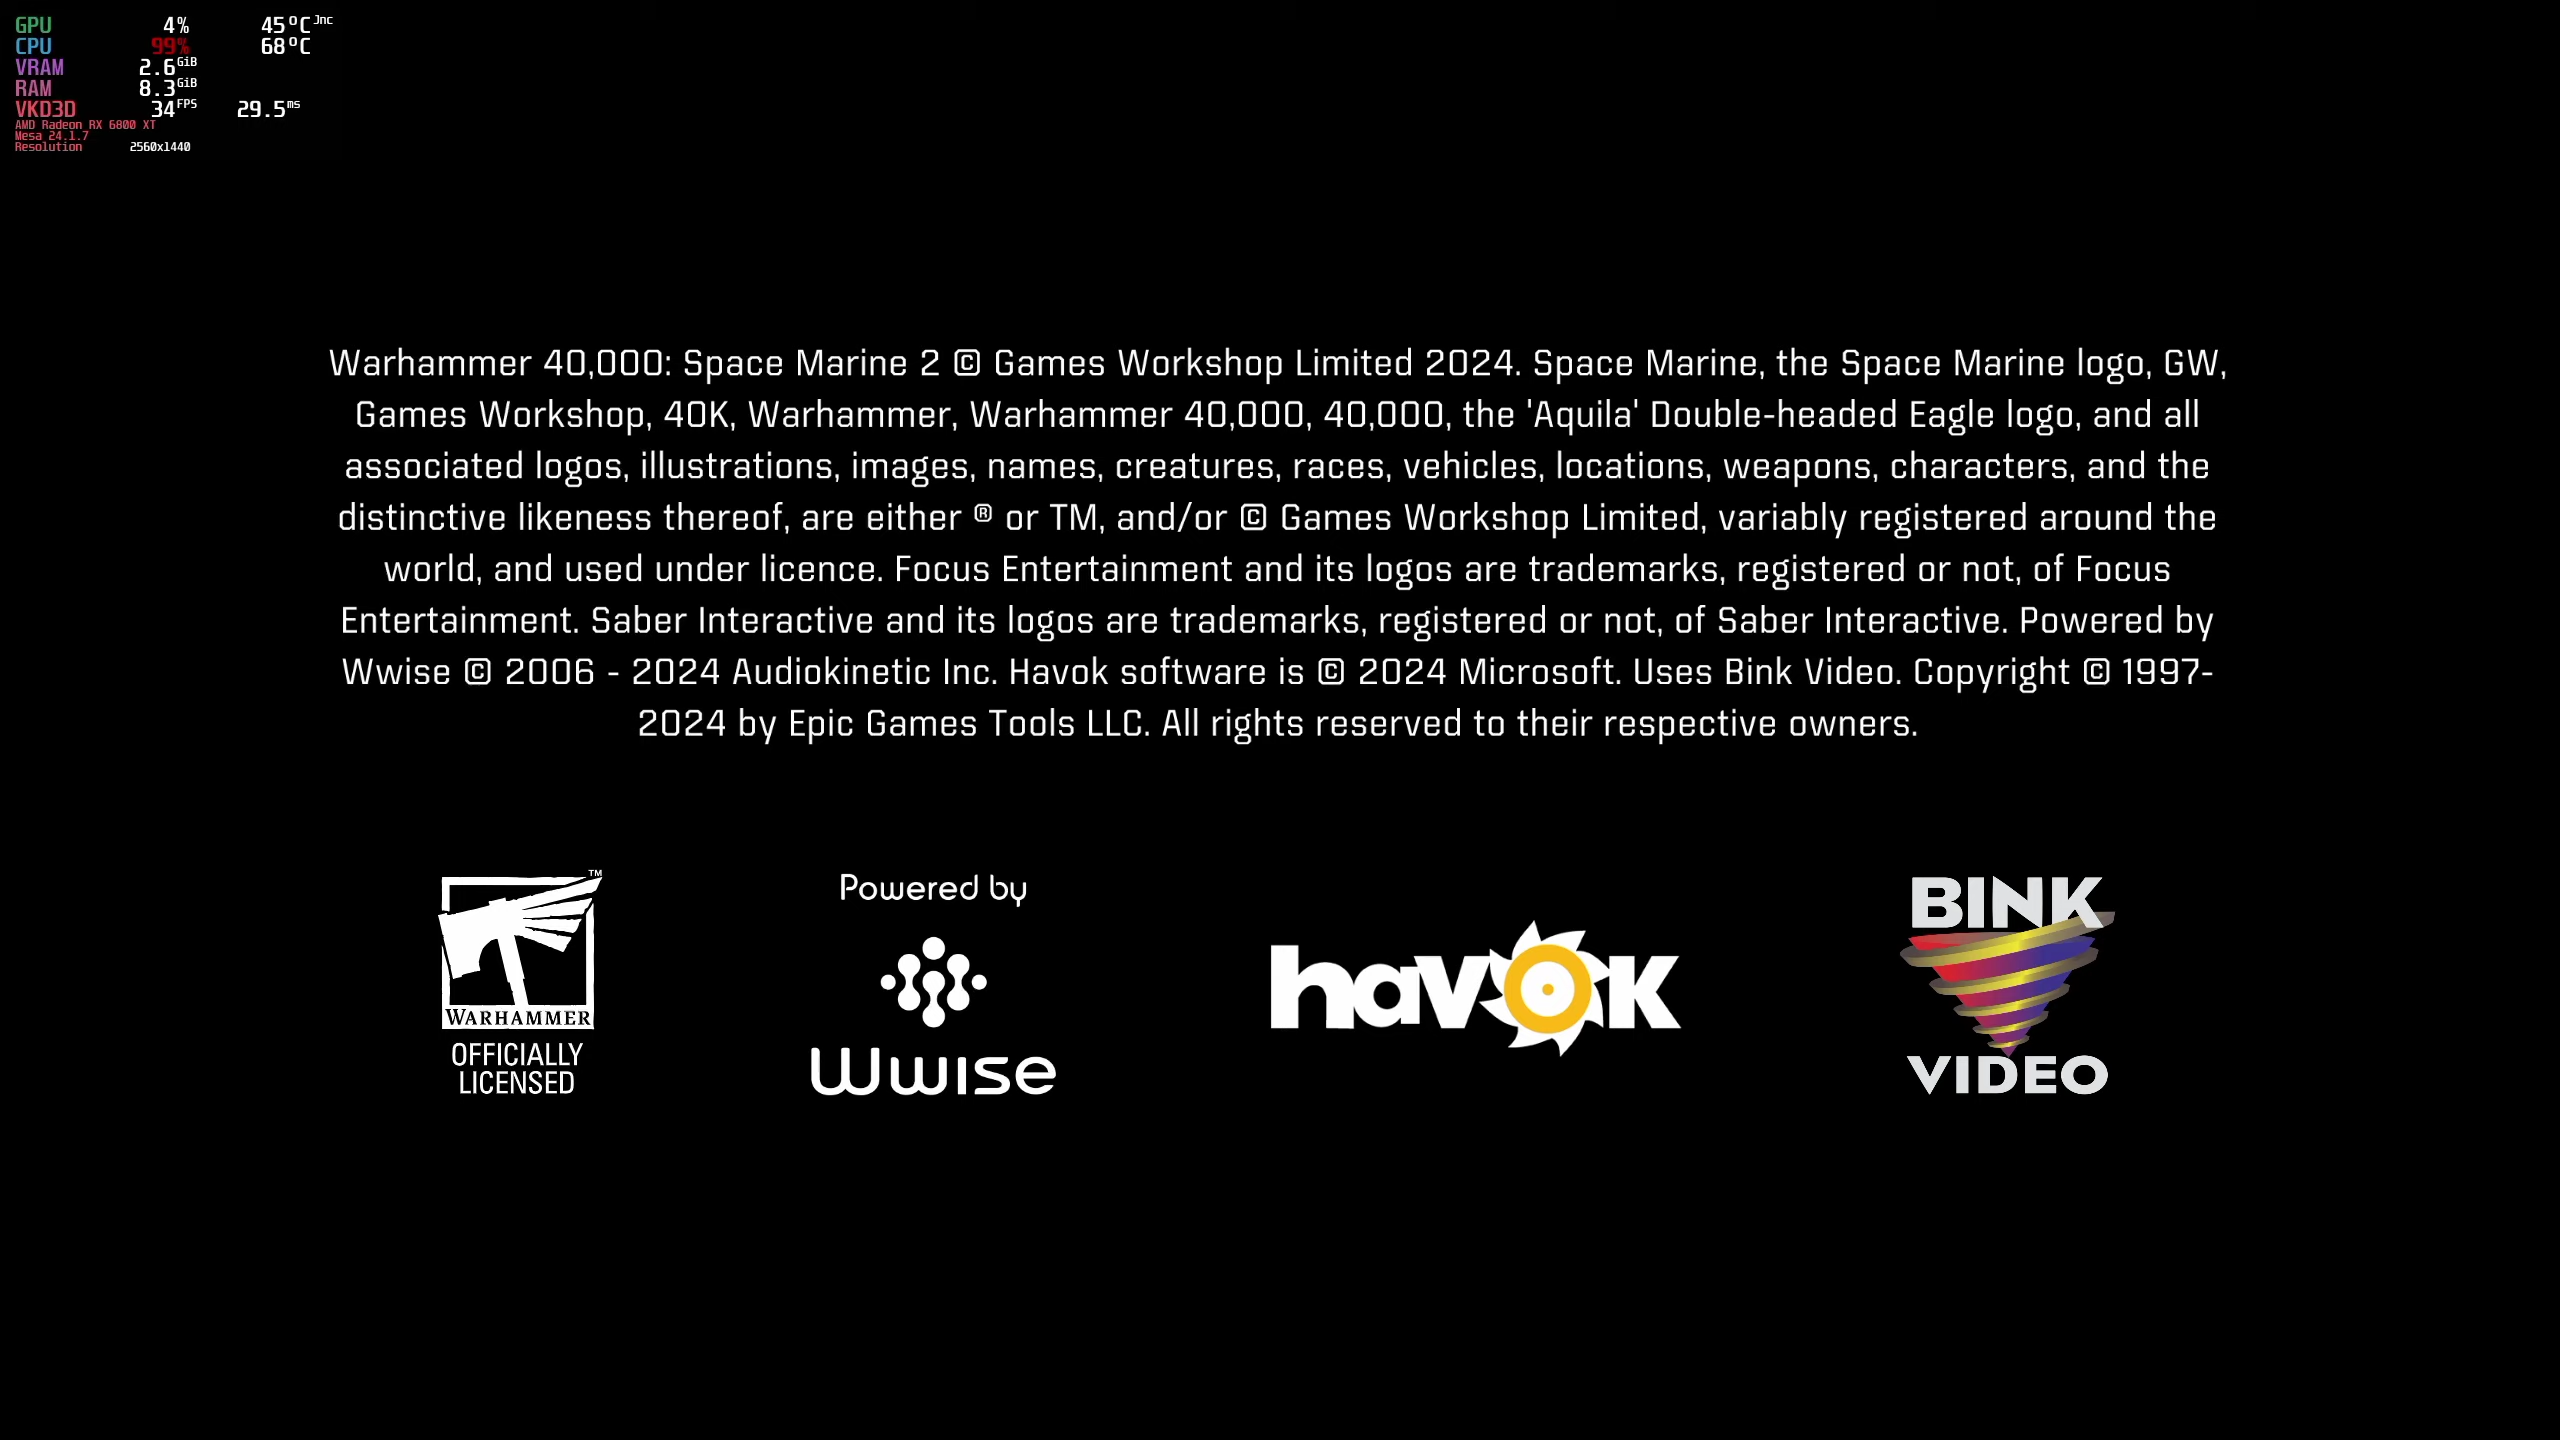 GPU 4% 45°C Jnc
CPU 99% 68°C
VRAM 2.6 GiB
RAM 8.3 GiB
VKD3D 34 FPS 29.5 ms
AMD Radeon RX 6800 XT
Mesa 24.1.7
Resolution 2560x1440
Warhammer 40,000: Space Marine 2 © Games Workshop Limited 2024. Space Marine, the Space Marine logo, GW,
Games Workshop, 40K, Warhammer, Warhammer 40,000, 40,000, the 'Aquila' Double-headed Eagle logo, and all
associated logos, illustrations, images, names, creatures, races, vehicles, locations, weapons, characters, and the
distinctive likeness thereof, are either ® or TM, and/or © Games Workshop Limited, variably registered around the
world, and used under licence. Focus Entertainment and its logos are trademarks, registered or not, of Focus
Entertainment. Saber Interactive and its logos are trademarks, registered or not, of Saber Interactive. Powered by
Wwise © 2006 - 2024 Audiokinetic Inc. Havok software is © 2024 Microsoft. Uses Bink Video. Copyright © 1997-
2024 by Epic Games Tools LLC. All rights reserved to their respective owners.
TM
WARHAMMER
OFFICIALLY
LICENSED
Powered by
Wwise
havok
BINK
VIDEO